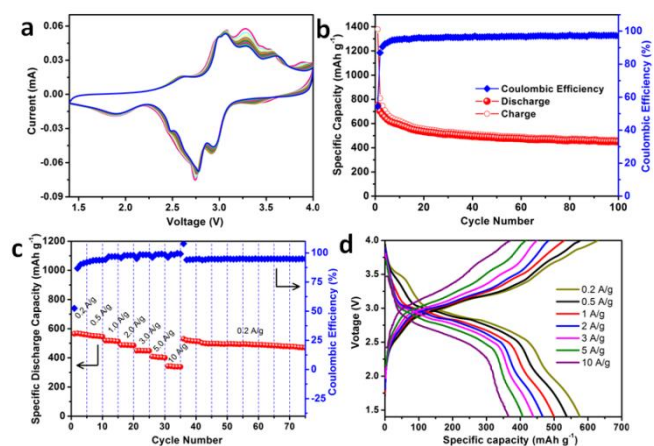 a
0.06
0.03
0.00
-0.03
-0.06
-0.09
Current (mA)
1.5 2.0 2.5 3.0 3.5 4.0
Voltage (V)
b
1400
1200
1000
800
600
400
200
0
Specific Capacity (mAh g-1)
Coulombic Efficiency
Discharge
Charge
100
80
60
40
20
0
Coulombic Efficiency (%)
0 20 40 60 80 100
Cycle Number
c
1200
1000
800
600
400
200
0
Specific Discharge Capacity (mAh g-1)
0.2 A/g
0.5 A/g
1.0 A/g
2.0 A/g
3.0 A/g
5.0 A/g
10 A/g
0.2 A/g
100
75
50
25
0
-25
Coulombic Efficiency (%)
0 10 20 30 40 50 60 70
Cycle Number
d
4.0
3.5
3.0
2.5
2.0
1.5
Votage (V)
0.2 A/g
0.5 A/g
1 A/g
2 A/g
3 A/g
5 A/g
10 A/g
0 100 200 300 400 500 600 700 800
Specific capacity (mAh g-1)